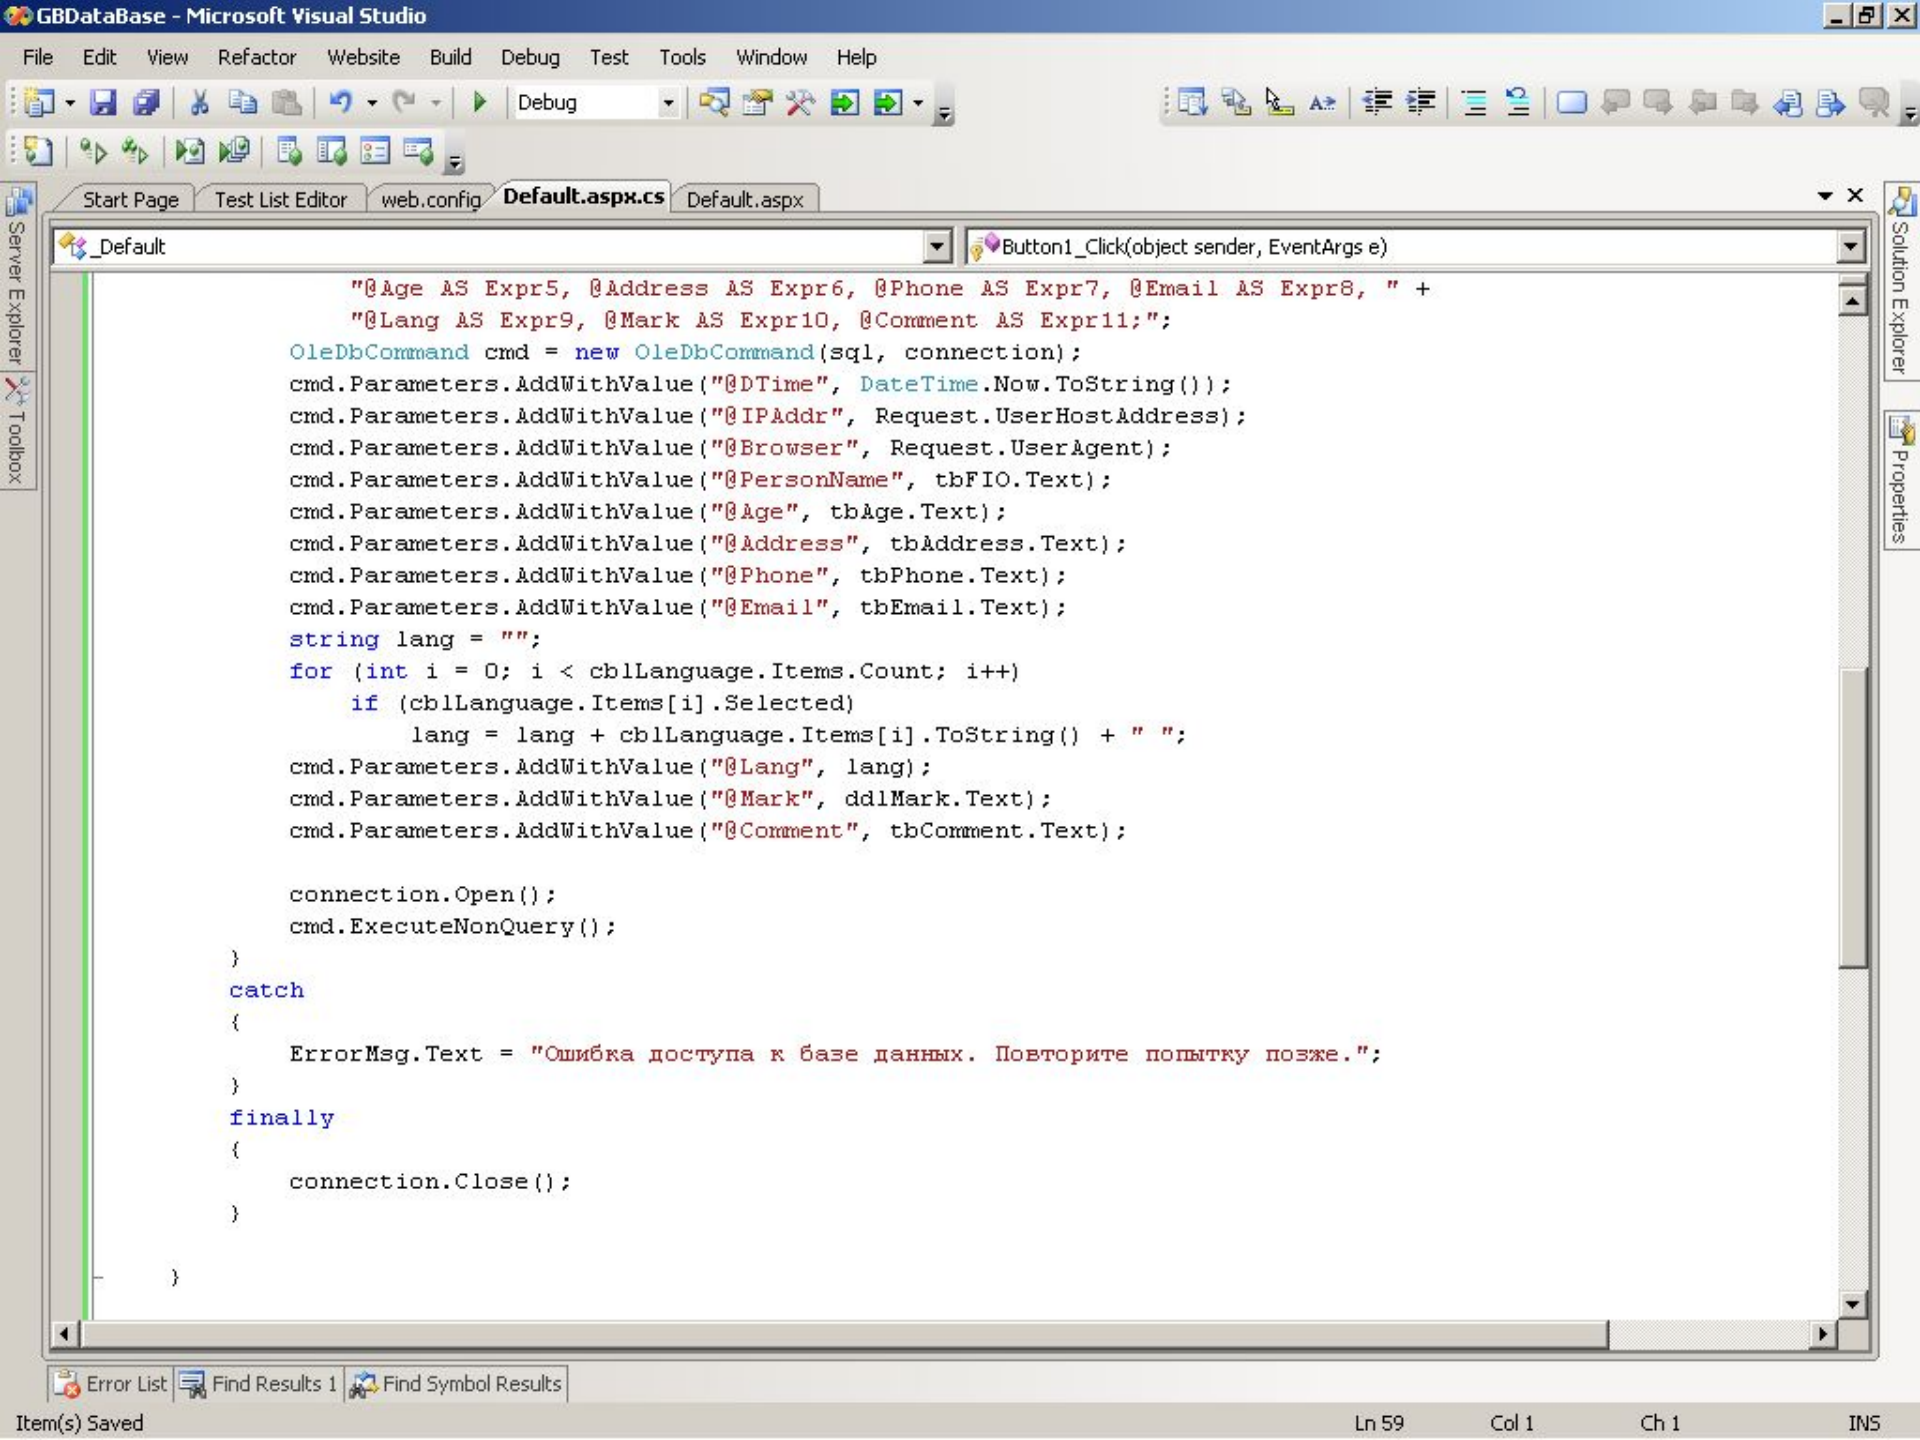 GBDataBase - Microsoft Visual Studio
File Edit View Refactor Website Build Debug Test Tools Window Help
Debug
Start Page Test List Editor web.config Default.aspx.cs Default.aspx
_Default Button1_Click(object sender, EventArgs e)
Server Explorer
Toolbox
Solution Explorer
Properties
"@Age AS Expr5, @Address AS Expr6, @Phone AS Expr7, @Email AS Expr8, " +
"@Lang AS Expr9, @Mark AS Expr10, @Comment AS Expr11;";
OleDbCommand cmd = new OleDbCommand(sql, connection);
cmd.Parameters.AddWithValue("@DTime", DateTime.Now.ToString());
cmd.Parameters.AddWithValue("@IPAddr", Request.UserHostAddress);
cmd.Parameters.AddWithValue("@Browser", Request.UserAgent);
cmd.Parameters.AddWithValue("@PersonName", tbFIO.Text);
cmd.Parameters.AddWithValue("@Age", tbAge.Text);
cmd.Parameters.AddWithValue("@Address", tbAddress.Text);
cmd.Parameters.AddWithValue("@Phone", tbPhone.Text);
cmd.Parameters.AddWithValue("@Email", tbEmail.Text);
string lang = "";
for (int i = 0; i < cblLanguage.Items.Count; i++)
if (cblLanguage.Items[i].Selected)
lang = lang + cblLanguage.Items[i].ToString() + " ";
cmd.Parameters.AddWithValue("@Lang", lang);
cmd.Parameters.AddWithValue("@Mark", ddlMark.Text);
cmd.Parameters.AddWithValue("@Comment", tbComment.Text);
connection.Open();
cmd.ExecuteNonQuery();
}
catch
{
ErrorMsg.Text = "Ошибка доступа к базе данных. Повторите попытку позже.";
}
finally
{
connection.Close();
}
}
Error List Find Results 1 Find Symbol Results
Item(s) Saved Ln 59 Col 1 Ch 1 INS